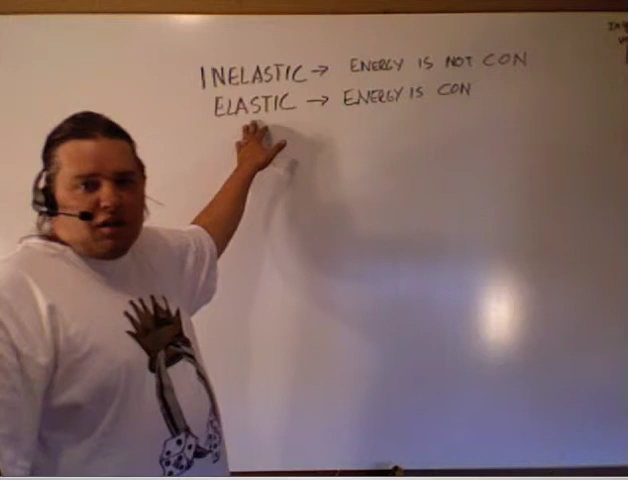 INELASTIC → ENERGY IS NOT CON
ELASTIC → ENERGY IS CON